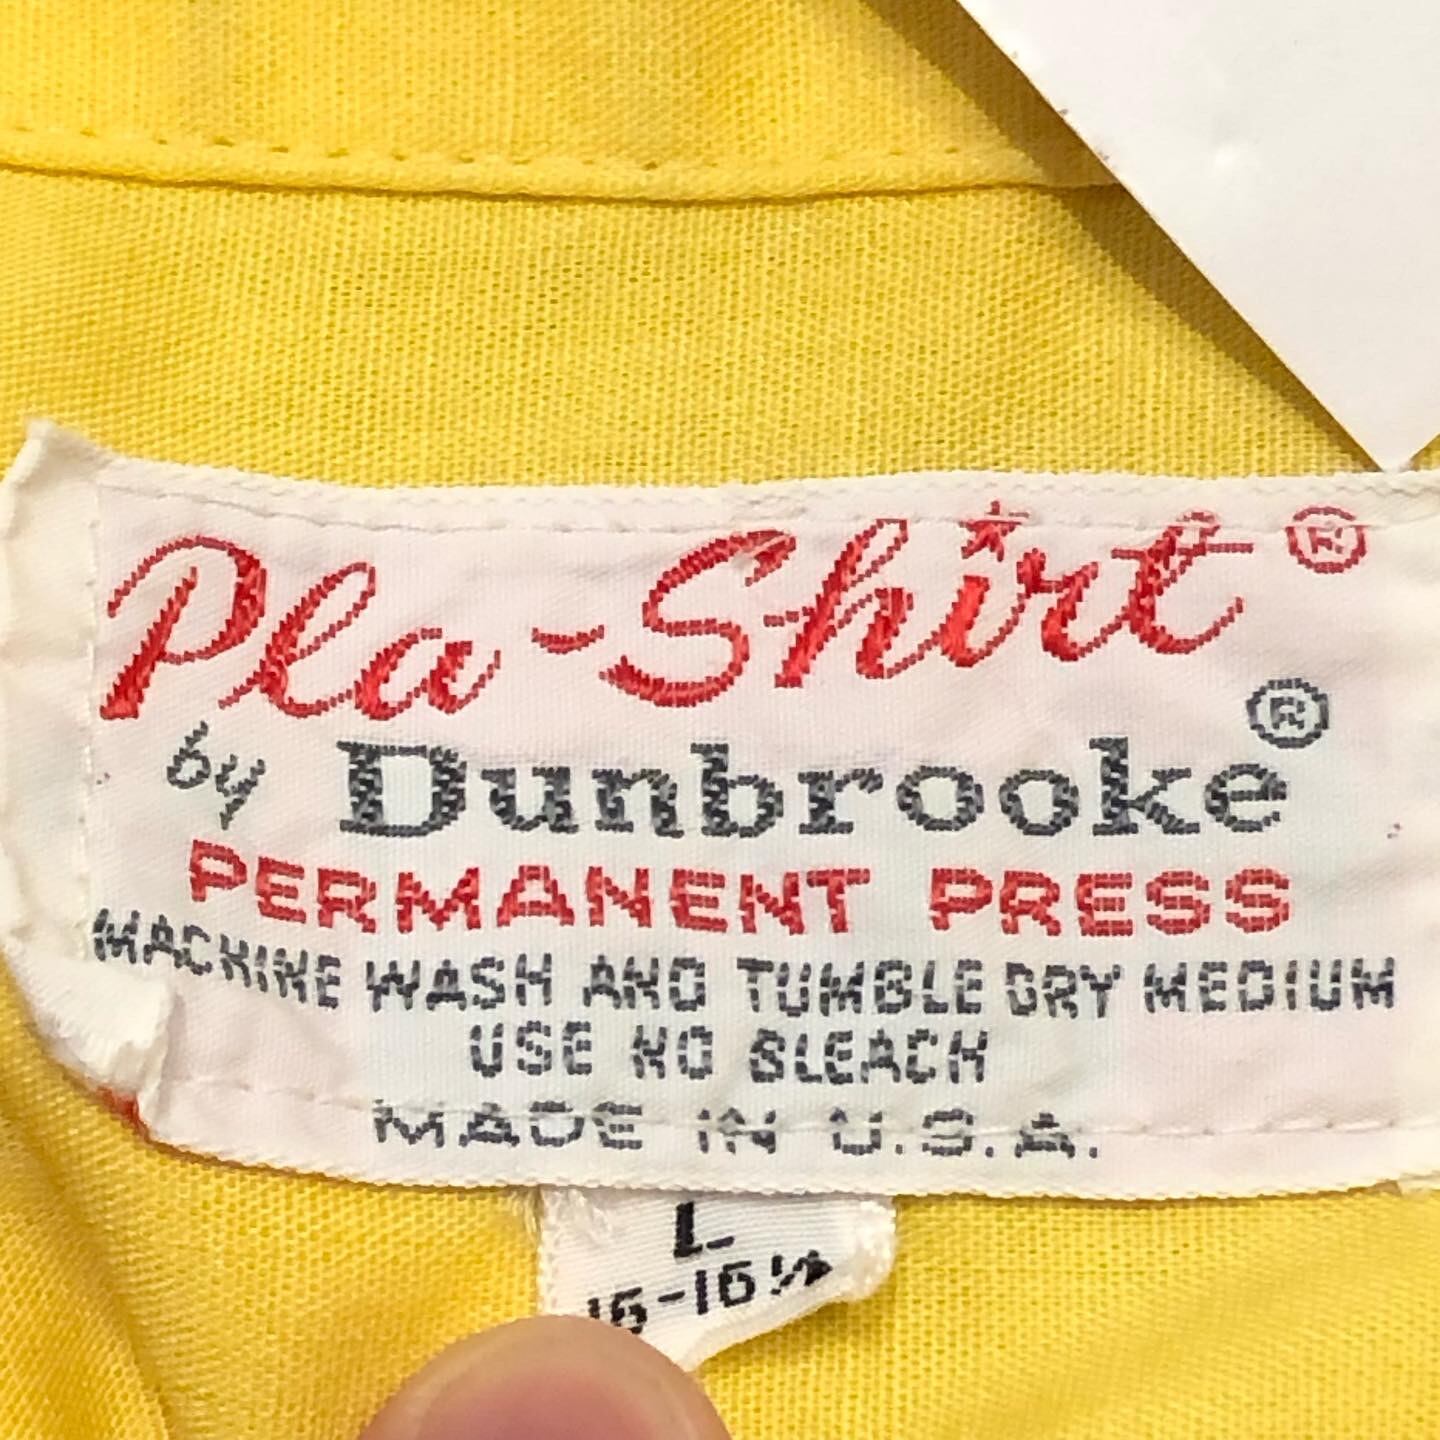 Pla-Shirt ®
by Dunbrooke ®
PERMANENT PRESS
MACHINE WASH AND TUMBLE DRY MEDIUM
USE NO BLEACH
MADE IN U.S.A.
L
16-16½